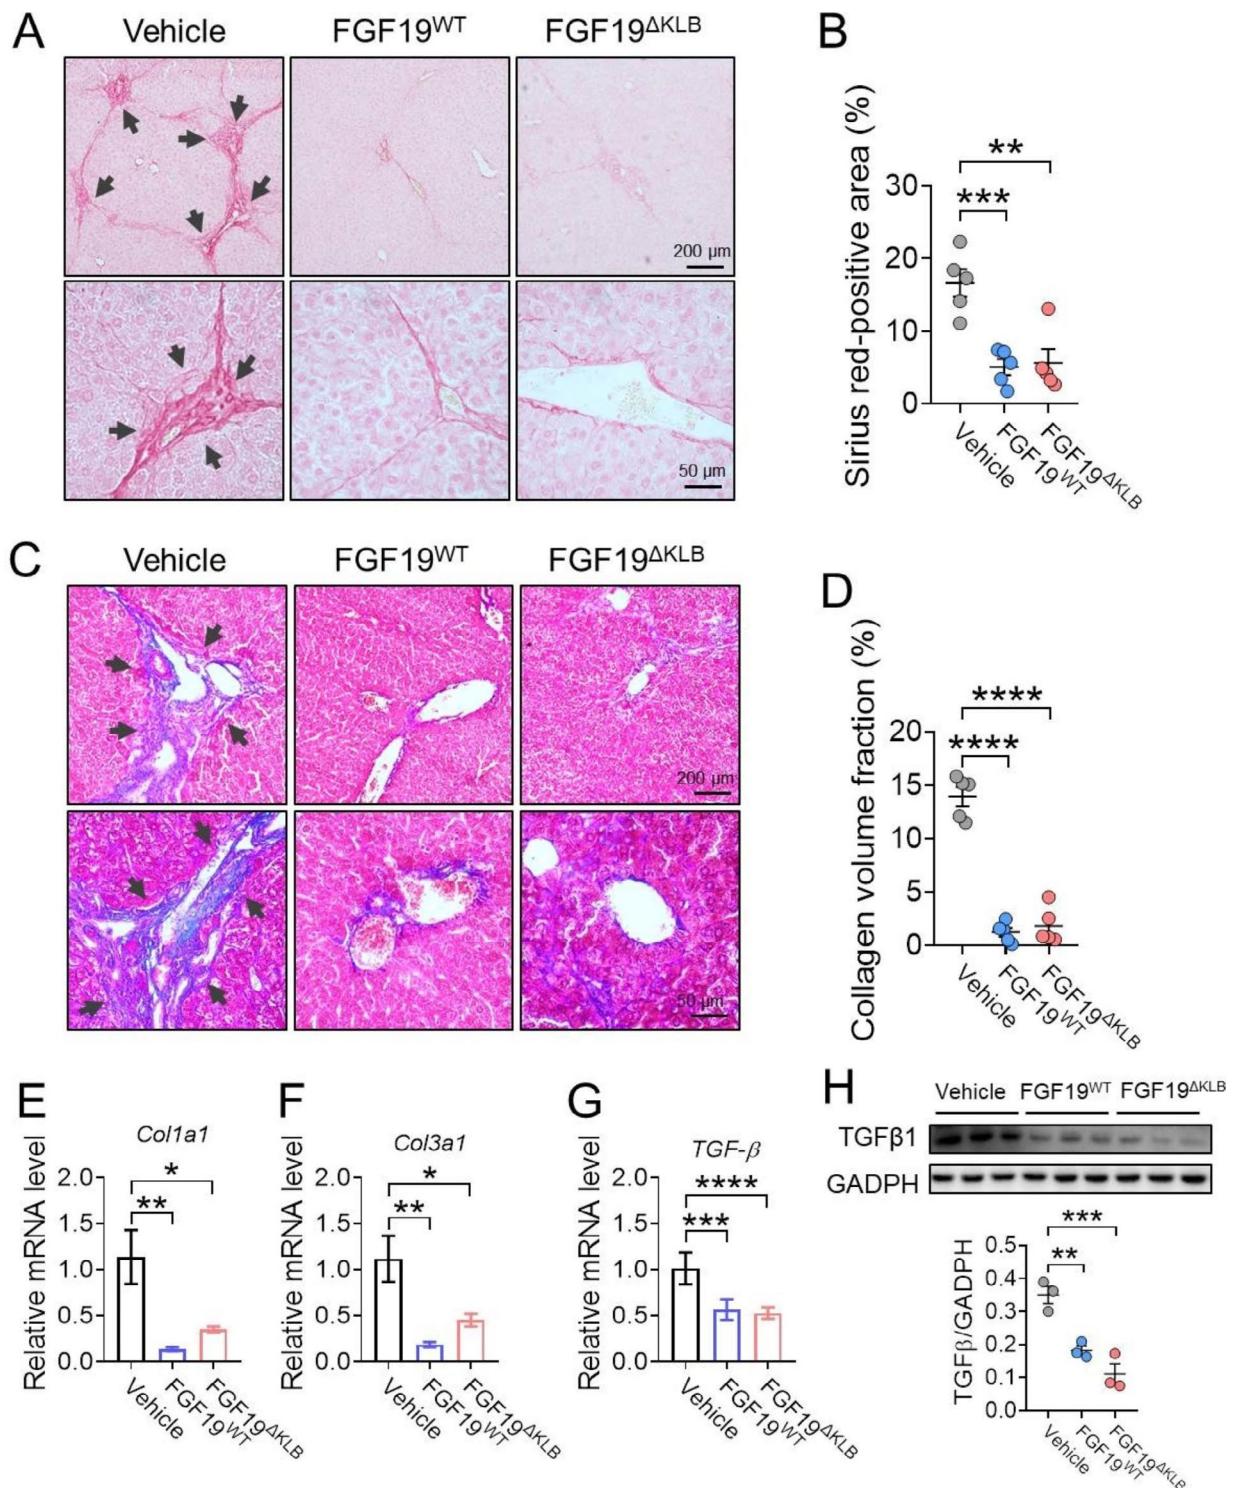 A
Vehicle
FGF19WT
FGF19ΔKLB
200 μm
50 μm
B
Sirius red-positive area (%)
**
***
30
20
10
0
Vehicle
FGF19WT
FGF19ΔKLB
C
Vehicle
FGF19WT
FGF19ΔKLB
200 μm
50 μm
D
Collagen volume fraction (%)
****
****
20
15
10
5
0
Vehicle
FGF19WT
FGF19ΔKLB
E
Col1a1
Relative mRNA level
*
**
2.0
1.5
1.0
0.5
0.0
Vehicle
FGF19WT
FGF19ΔKLB
F
Col3a1
Relative mRNA level
*
**
2.0
1.5
1.0
0.5
0.0
Vehicle
FGF19WT
FGF19ΔKLB
G
TGF-β
Relative mRNA level
****
***
2.0
1.5
1.0
0.5
0.0
Vehicle
FGF19WT
FGF19ΔKLB
H
Vehicle FGF19WT FGF19ΔKLB
TGFβ1
GADPH
TGFβ/GADPH
***
**
0.5
0.4
0.3
0.2
0.1
0.0
Vehicle
FGF19WT
FGF19ΔKLB